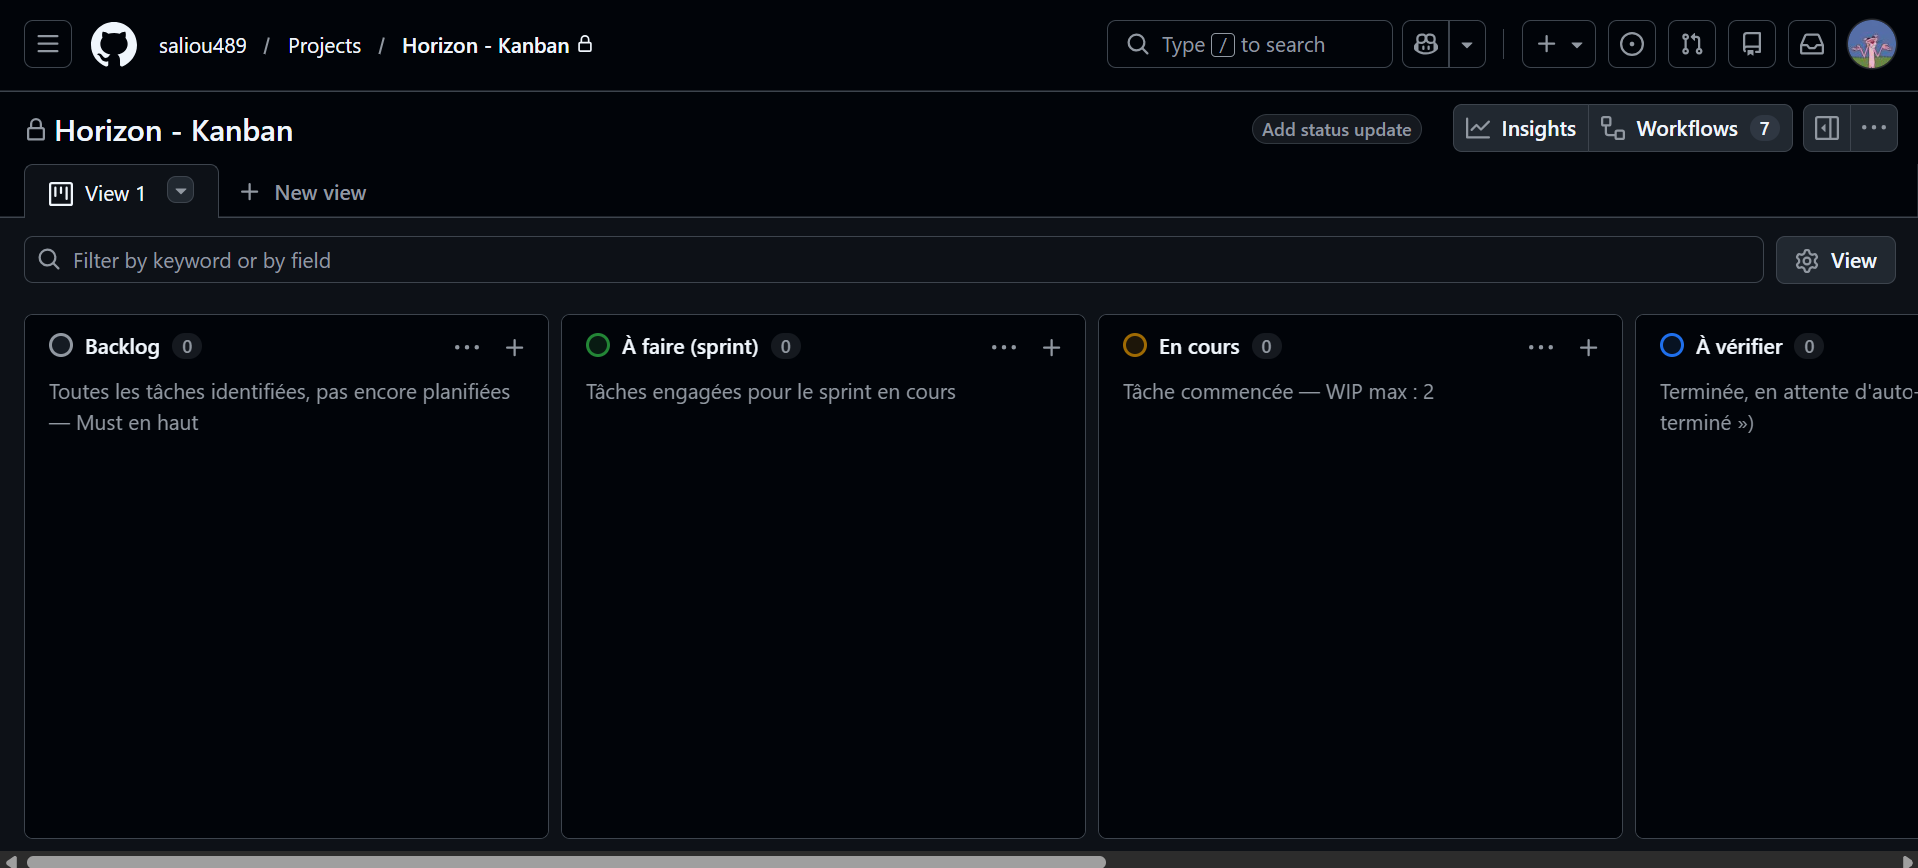 saliou489 / Projects / Horizon - Kanban
Type / to search
Horizon - Kanban
Add status update
Insights
Workflows 7
View 1
New view
Filter by keyword or by field
View
Backlog 0
Toutes les tâches identifiées, pas encore planifiées
— Must en haut
À faire (sprint) 0
Tâches engagées pour le sprint en cours
En cours 0
Tâche commencée — WIP max : 2
À vérifier 0
Terminée, en attente d'auto-
terminé »)